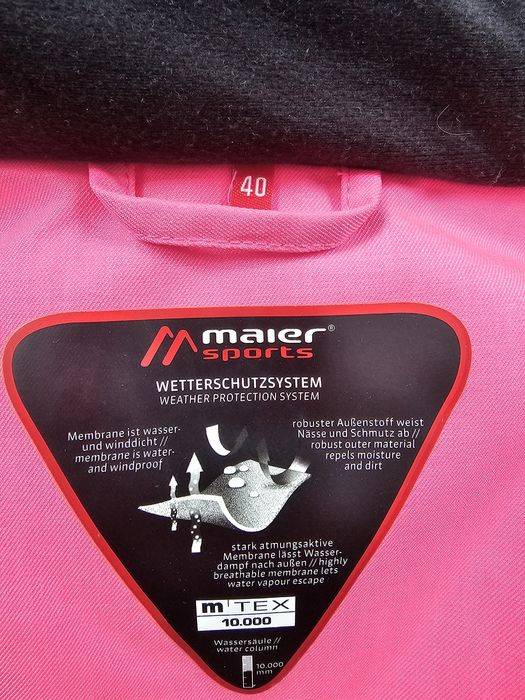 40
maier®
sports
WETTERSCHUTZSYSTEM
WEATHER PROTECTION SYSTEM
Membrane ist wasser-
und winddicht //
membrane is water-
and windproof
robuster Außenstoff weist
Nässe und Schmutz ab //
robust outer material
repels moisture
and dirt
stark atmungsaktive
Membrane lässt Wasser-
dampf nach außen // highly
breathable membrane lets
water vapour escape
m TEX
10.000
Wassersäule //
water column
10.000
mm